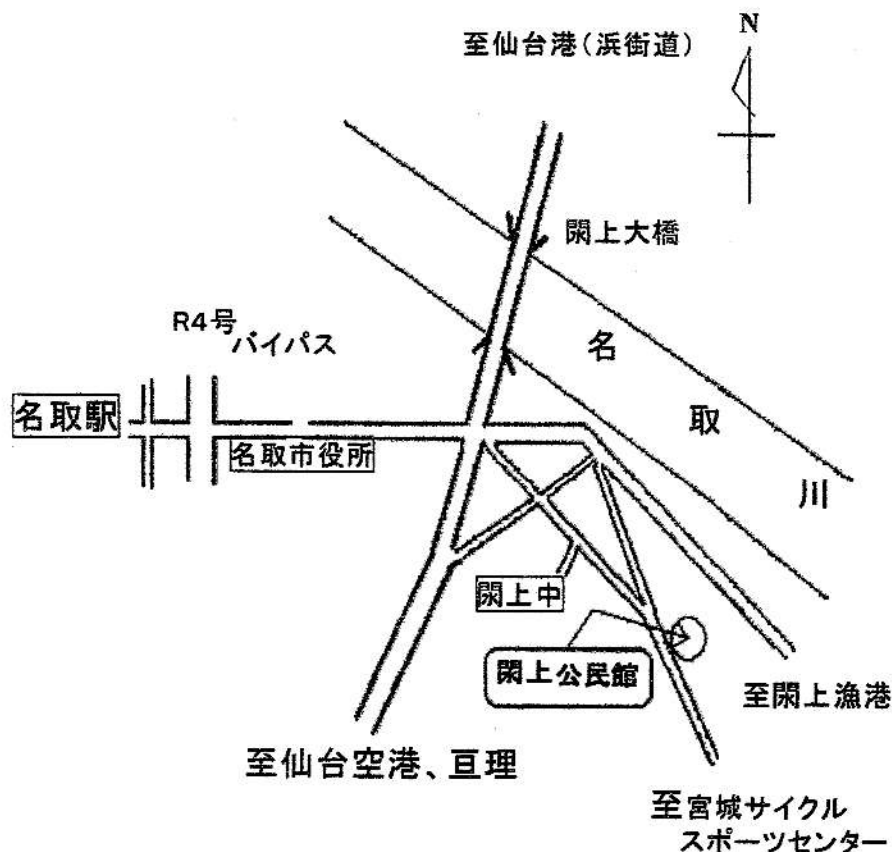 N
至仙台港(浜街道)
閖上大橋
R4号
バイパス
名
取
川
名取駅
名取市役所
閖上中
閖上公民館
至閖上漁港
至仙台空港、亘理
至宮城サイクル
スポーツセンター